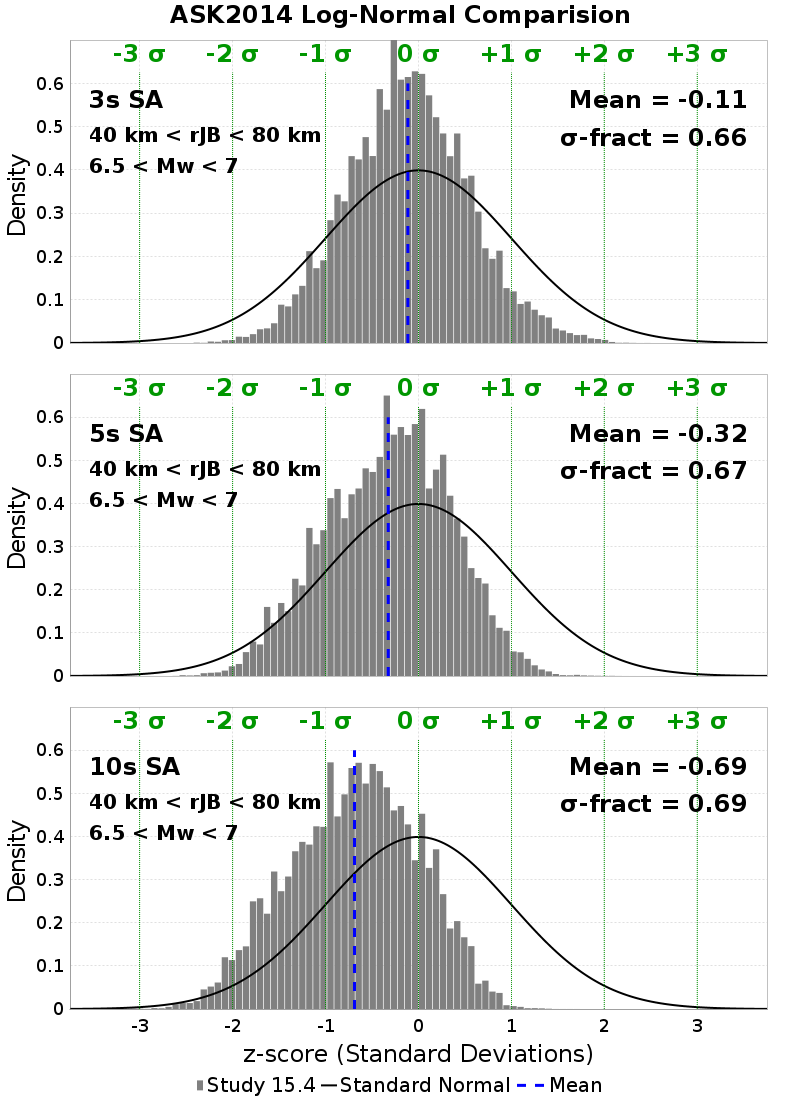 ASK2014 Log-Normal Comparision
-3 σ -2 σ -1 σ 0 σ +1 σ +2 σ +3 σ
3s SA
40 km < rJB < 80 km
6.5 < Mw < 7
Mean = -0.11
σ-fract = 0.66
Density
0.6
0.5
0.4
0.3
0.2
0.1
0
-3 σ -2 σ -1 σ 0 σ +1 σ +2 σ +3 σ
5s SA
40 km < rJB < 80 km
6.5 < Mw < 7
Mean = -0.32
σ-fract = 0.67
Density
0.6
0.5
0.4
0.3
0.2
0.1
0
-3 σ -2 σ -1 σ 0 σ +1 σ +2 σ +3 σ
10s SA
40 km < rJB < 80 km
6.5 < Mw < 7
Mean = -0.69
σ-fract = 0.69
Density
0.6
0.5
0.4
0.3
0.2
0.1
0
-3 -2 -1 0 1 2 3
z-score (Standard Deviations)
Study 15.4 Standard Normal Mean